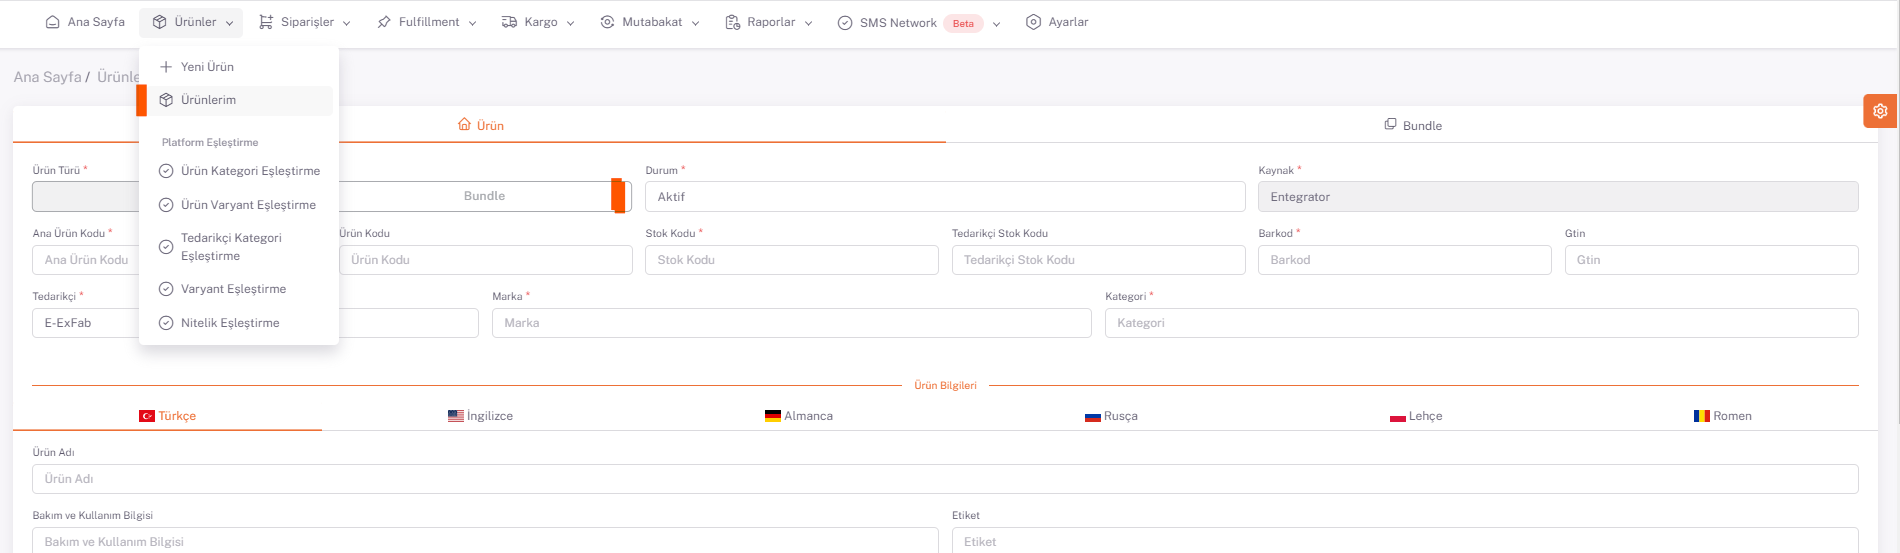 Ana Sayfa Ürünler Siparişler Fulfillment Kargo Mutabakat Raporlar SMS Network Beta Ayarlar
Yeni Ürün
Ana Sayfa /
Ürünlerim
Ürün Bundle
Platform Eşleştirme
Ürün Kategori Eşleştirme
Ürün Varyant Eşleştirme
Tedarikçi Kategori
Eşleştirme
Varyant Eşleştirme
Nitelik Eşleştirme
Ürün Türü * Durum * Kaynak *
Bundle Aktif Entegrator
Ana Ürün Kodu * Ürün Kodu Stok Kodu * Tedarikçi Stok Kodu Barkod * Gtin
Ana Ürün Kodu Ürün Kodu Stok Kodu Tedarikçi Stok Kodu Barkod Gtin
Tedarikçi * Marka * Kategori *
E-ExFab Marka Kategori
Ürün Bilgileri
Türkçe İngilizce Almanca Rusça Lehçe Romen
Ürün Adı
Ürün Adı
Bakım ve Kullanım Bilgisi Etiket
Bakım ve Kullanım Bilgisi Etiket